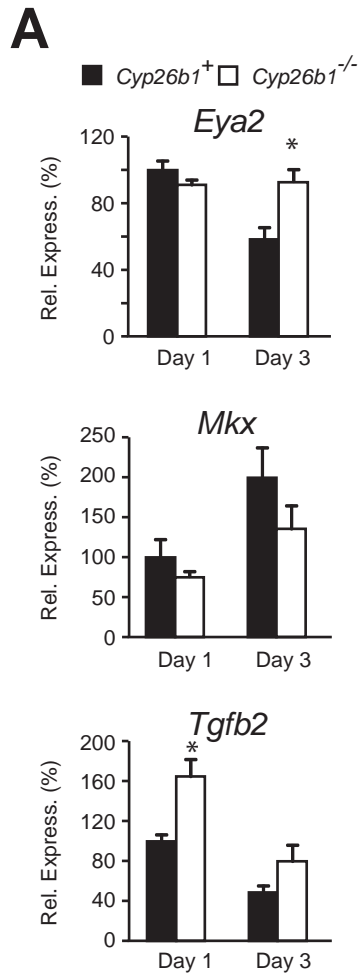 A
Cyp26b1+ Cyp26b1-/-
Eya2
*
120
80
40
0
Rel. Express. (%)
Day 1 Day 3
Mkx
250
200
150
100
50
0
Rel. Express. (%)
Day 1 Day 3
Tgfb2
*
200
160
120
80
40
0
Rel. Express. (%)
Day 1 Day 3